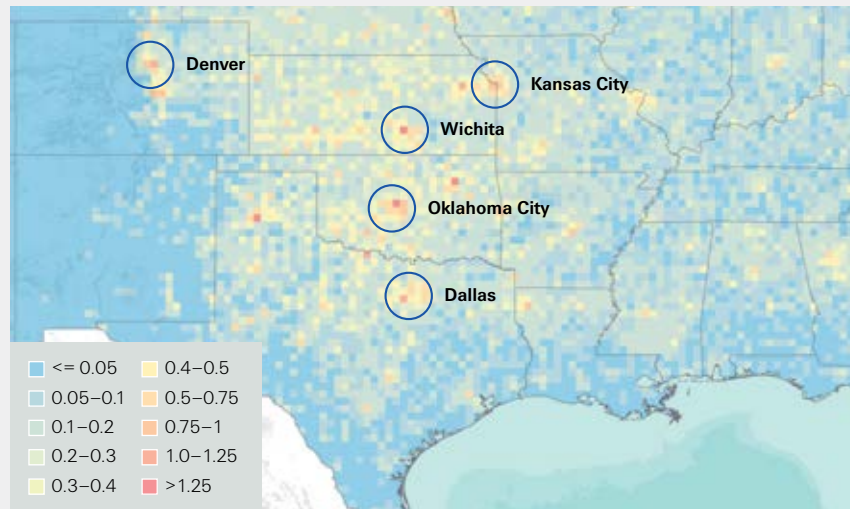 Denver
Kansas City
Wichita
Oklahoma City
Dallas
<= 0.05
0.05–0.1
0.1–0.2
0.2–0.3
0.3–0.4
0.4–0.5
0.5–0.75
0.75–1
1.0–1.25
>1.25